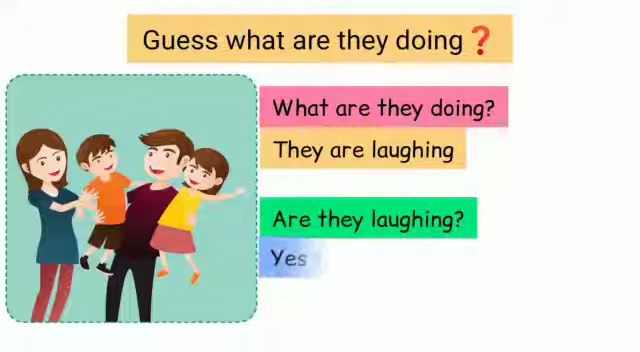 Guess what are they doing❓
What are they doing?
They are laughing
Are they laughing?
Yes